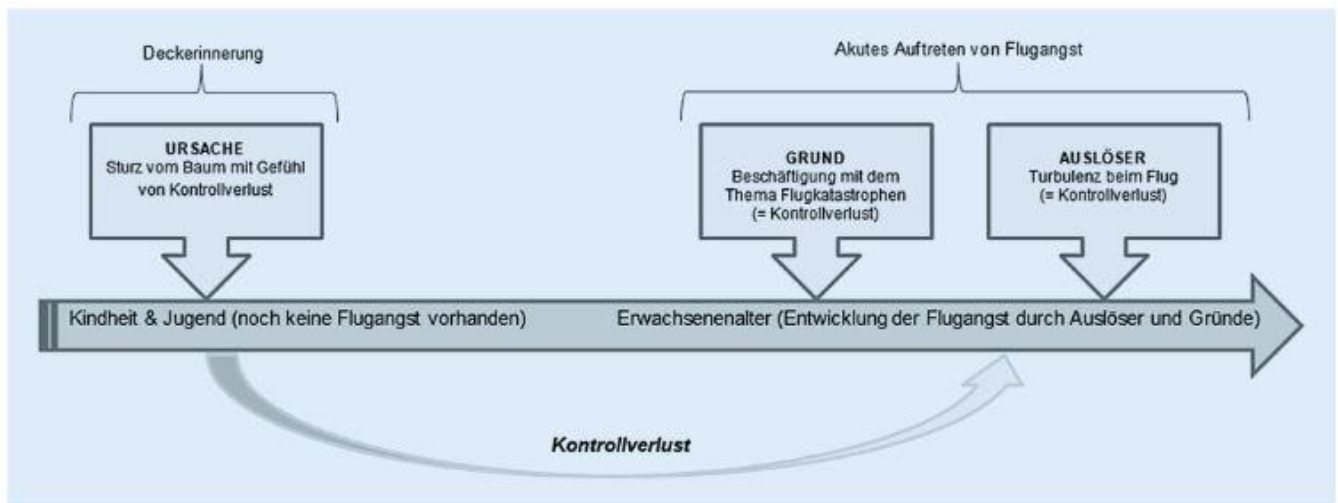 Deckerinnerung
Akutes Auftreten von Flugangst
URSACHE
Sturz vom Baum mit Gefühl
von Kontrollverlust
GRUND
Beschäftigung mit dem
Thema Flugkatastrophen
(= Kontrollverlust)
AUSLÖSER
Turbulenz beim Flug
(= Kontrollverlust)
Kindheit & Jugend (noch keine Flugangst vorhanden)
Erwachsenenalter (Entwicklung der Flugangst durch Auslöser und Gründe)
Kontrollverlust